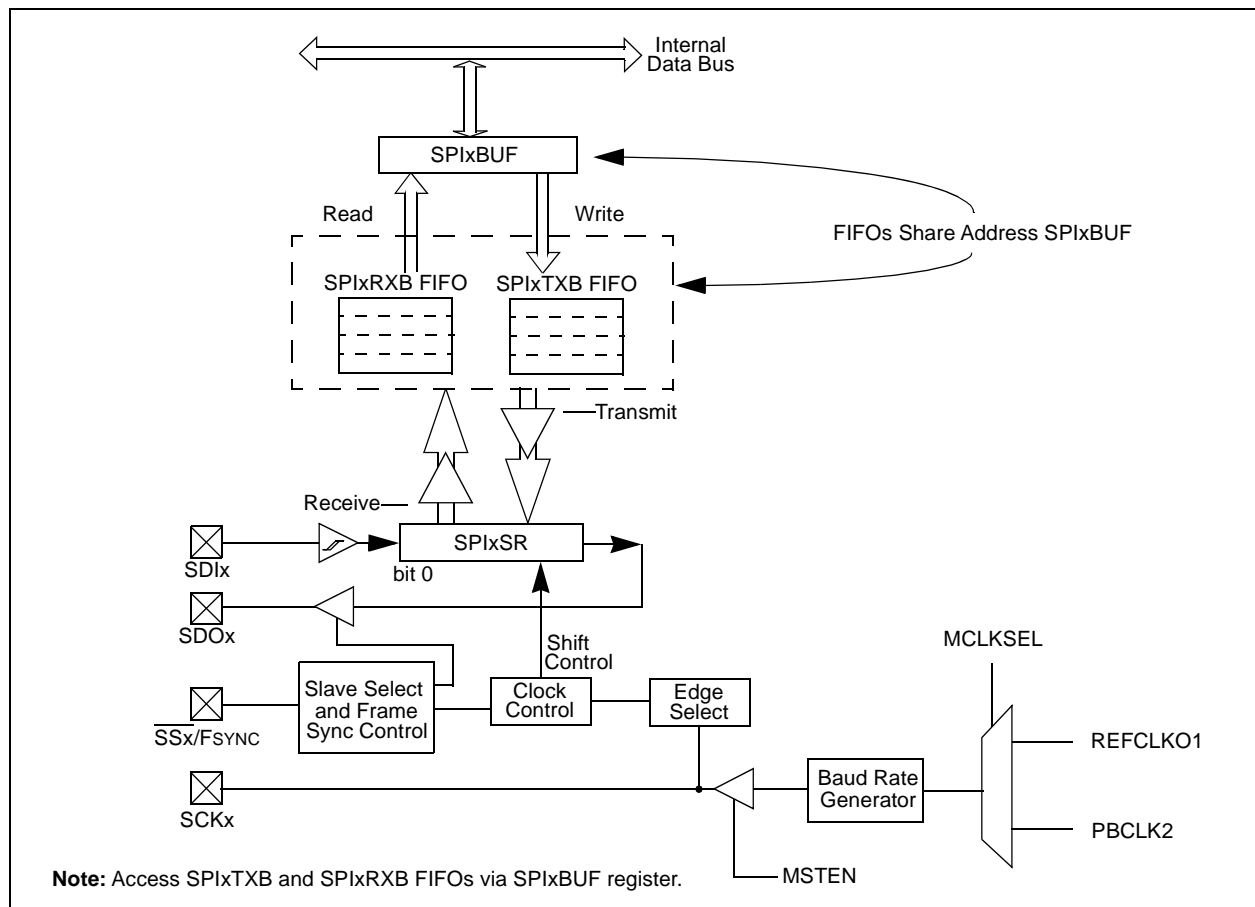 Internal
Data Bus
SPIxBUF
Read
Write
FIFOs Share Address SPIxBUF
SPIxRXB FIFO
SPIxTXB FIFO
Transmit
Receive
SPIxSR
SDIx
bit 0
SDOx
Shift
Control
MCLKSEL
Slave Select
and Frame
Sync Control
Clock
Control
Edge
Select
SSx/FSYNC
REFCLKO1
Baud Rate
Generator
SCKx
PBCLK2
MSTEN
Note: Access SPIxTXB and SPIxRXB FIFOs via SPIxBUF register.